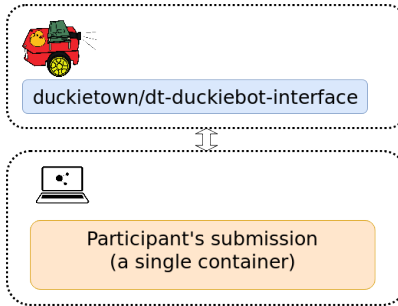 duckietown/dt-duckiebot-interface
Participant's submission
(a single container)